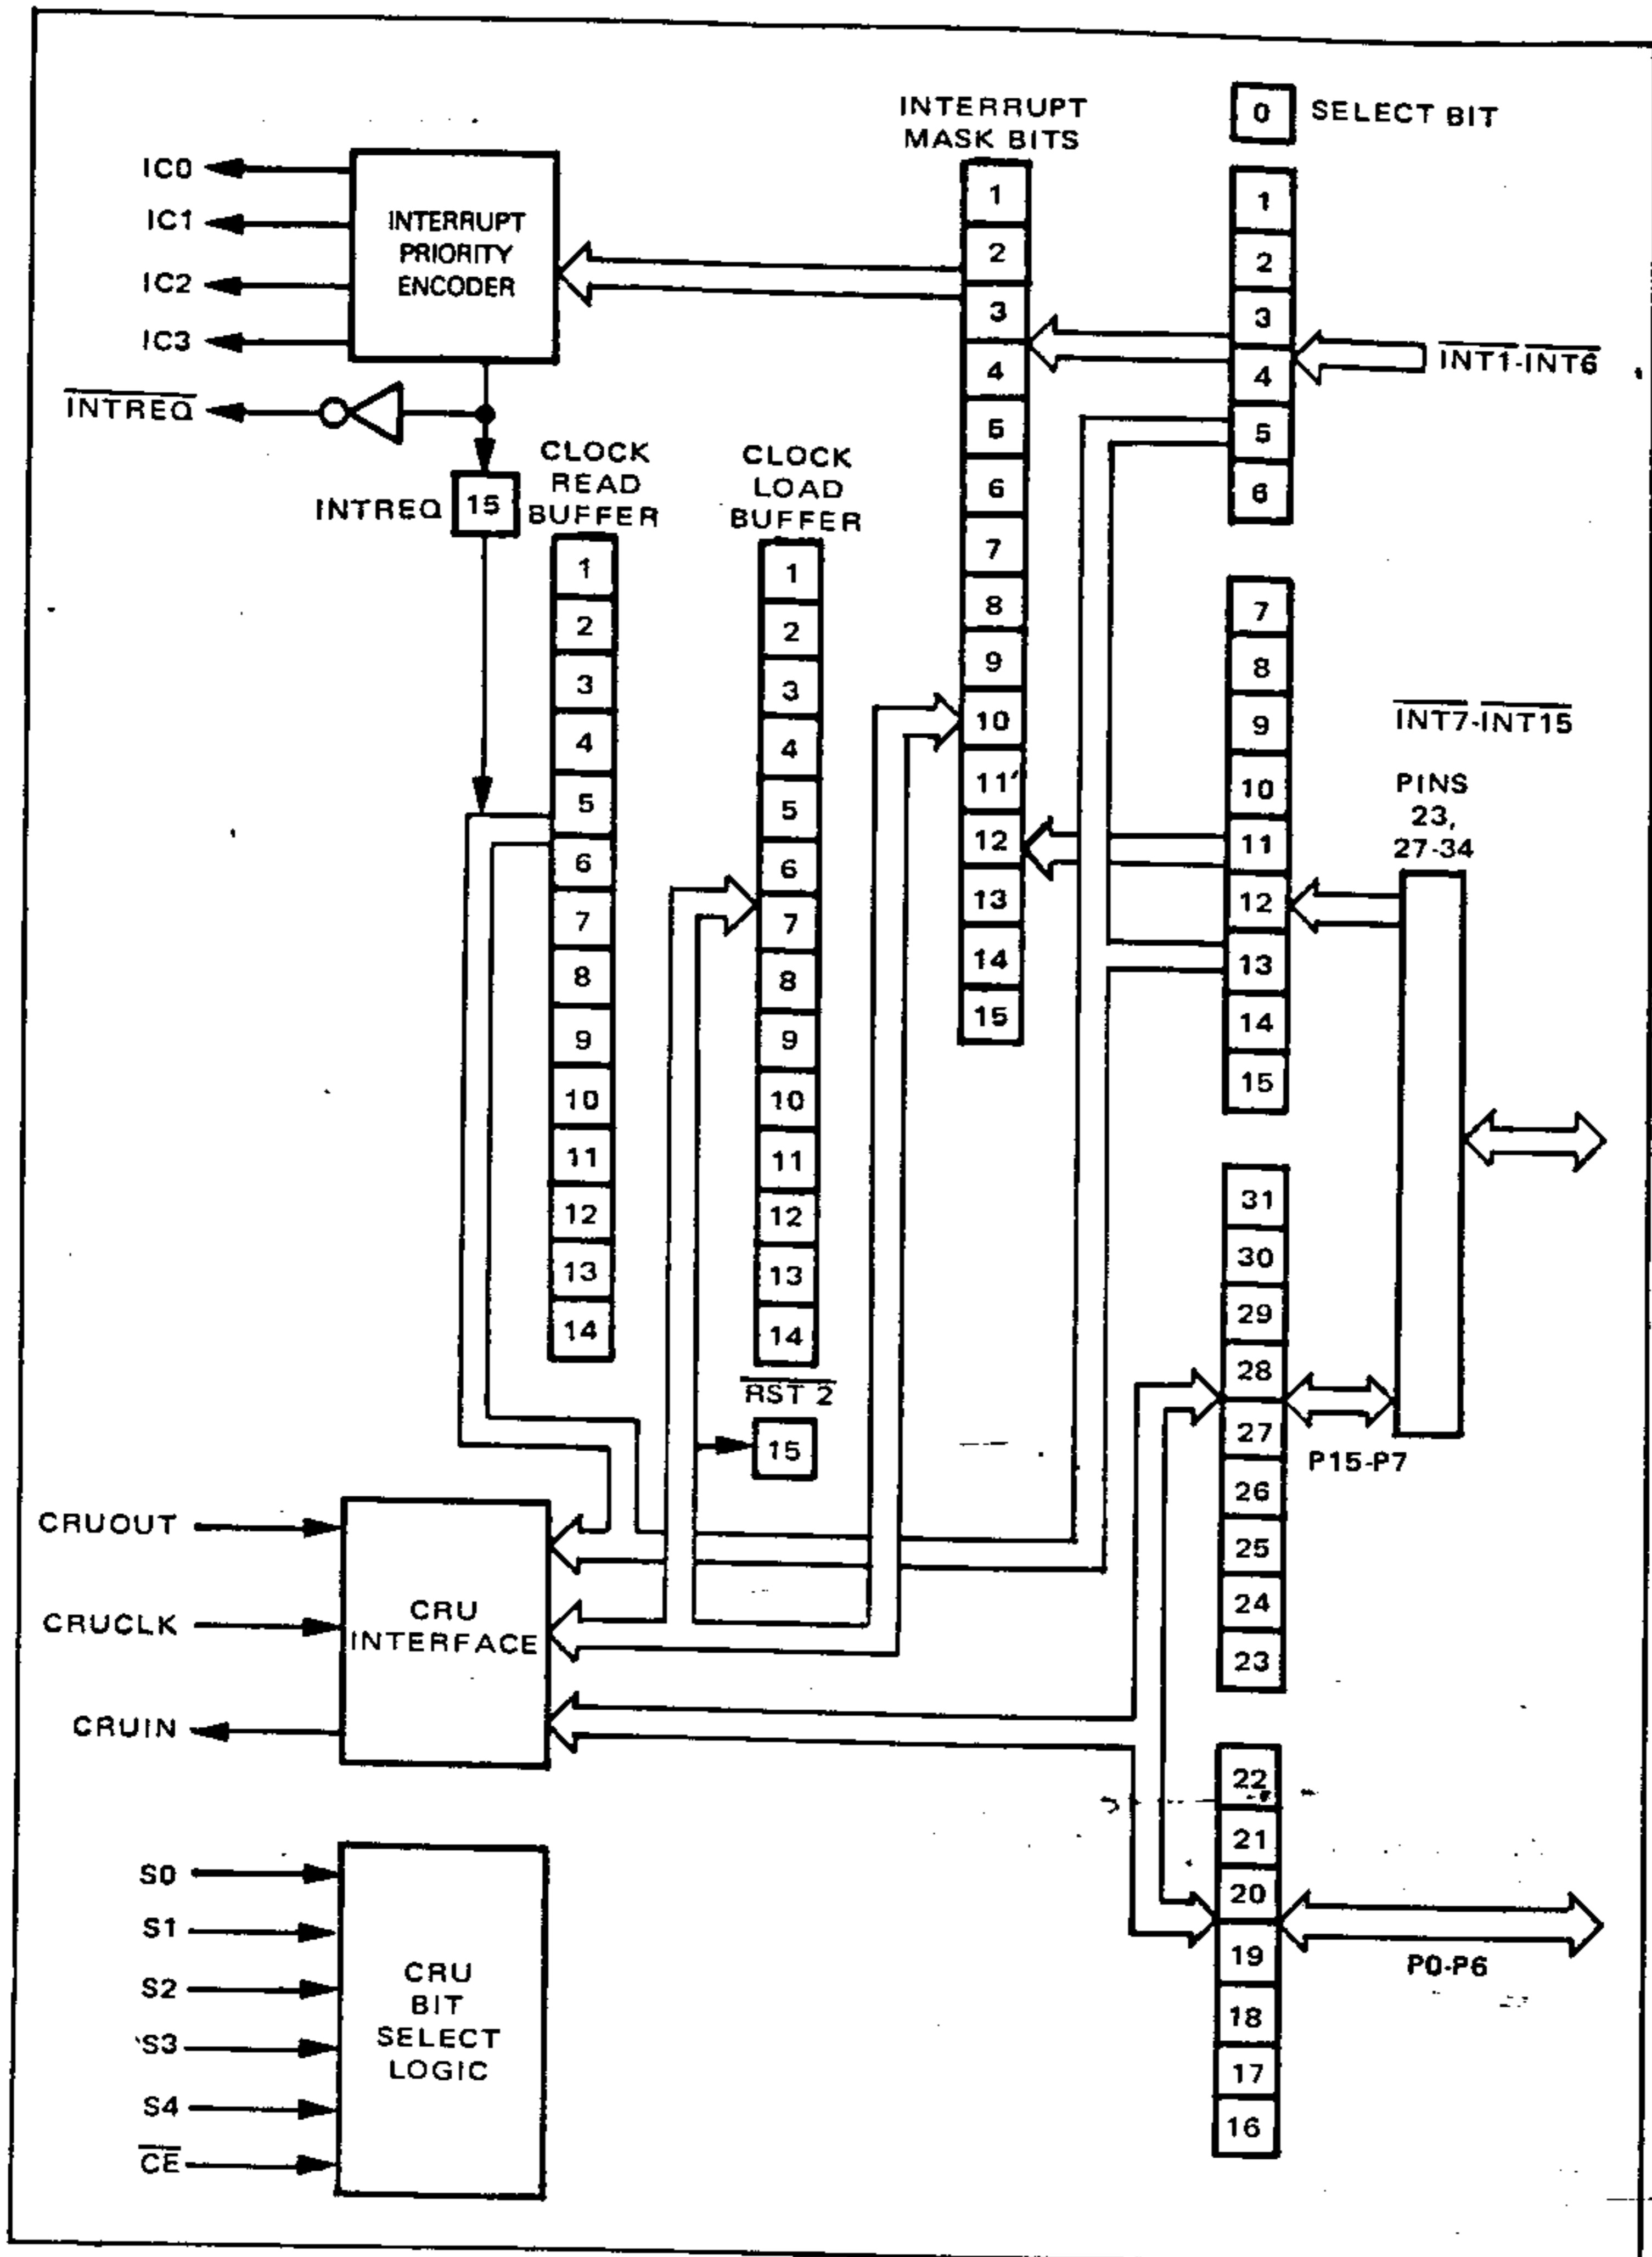 INTERRUPT
MASK BITS
1
2
3
4
5
6
7
8
9
10
11
12
13
14
15
0 SELECT BIT
1
2
3
4
5
6
INT1-INT6
IC0
IC1
IC2
IC3
INTERRUPT
PRIORITY
ENCODER
INTREQ
INTREQ 15
CLOCK
READ
BUFFER
1
2
3
4
5
6
7
8
9
10
11
12
13
14
CLOCK
LOAD
BUFFER
1
2
3
4
5
6
7
8
9
10
11
12
13
14
RST 2
15
7
8
9
10
11
12
13
14
15
INT7-INT15
PINS
23,
27-34
31
30
29
28
27
26
25
24
23
P15-P7
CRUOUT
CRUCLK
CRUIN
CRU
INTERFACE
22
21
20
19
18
17
16
P0-P6
S0
S1
S2
S3
S4
CE
CRU
BIT
SELECT
LOGIC